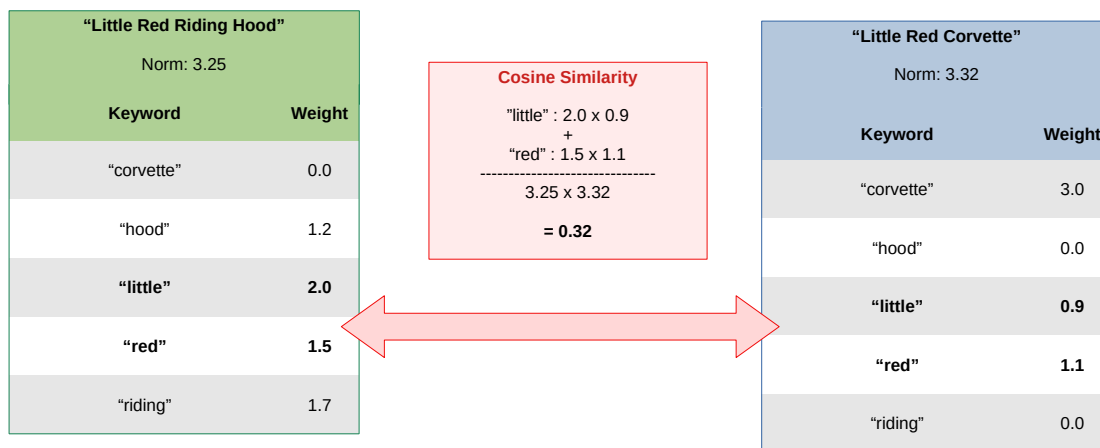 “Little Red Riding Hood”
Norm: 3.25
Keyword Weight
“corvette” 0.0
“hood” 1.2
“little” 2.0
“red” 1.5
“riding” 1.7
Cosine Similarity
”little” : 2.0 x 0.9
+
“red” : 1.5 x 1.1
-------------------------------
3.25 x 3.32
= 0.32
“Little Red Corvette”
Norm: 3.32
Keyword Weight
“corvette” 3.0
“hood” 0.0
“little” 0.9
“red” 1.1
“riding” 0.0